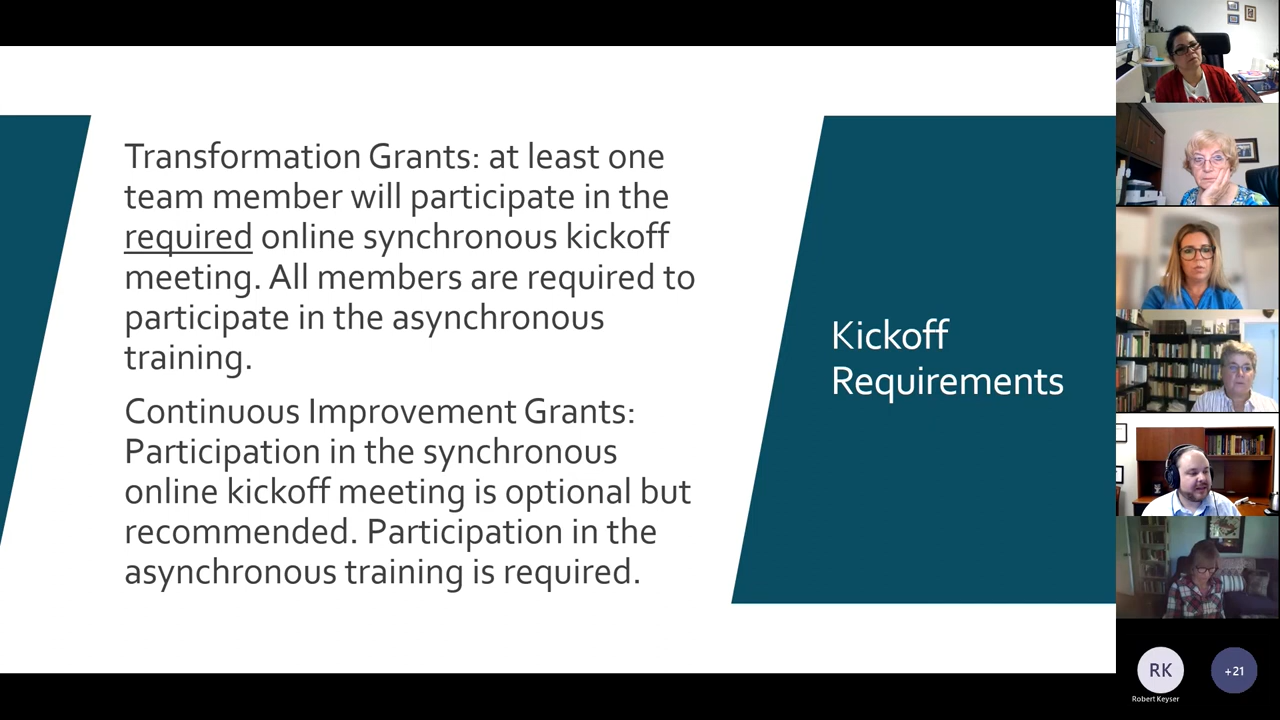 Transformation Grants: at least one
team member will participate in the
required online synchronous kickoff
meeting. All members are required to
participate in the asynchronous
training.
Continuous Improvement Grants:
Participation in the synchronous
online kickoff meeting is optional but
recommended. Participation in the
asynchronous training is required.
Kickoff
Requirements
RK
+21
Robert Keyser